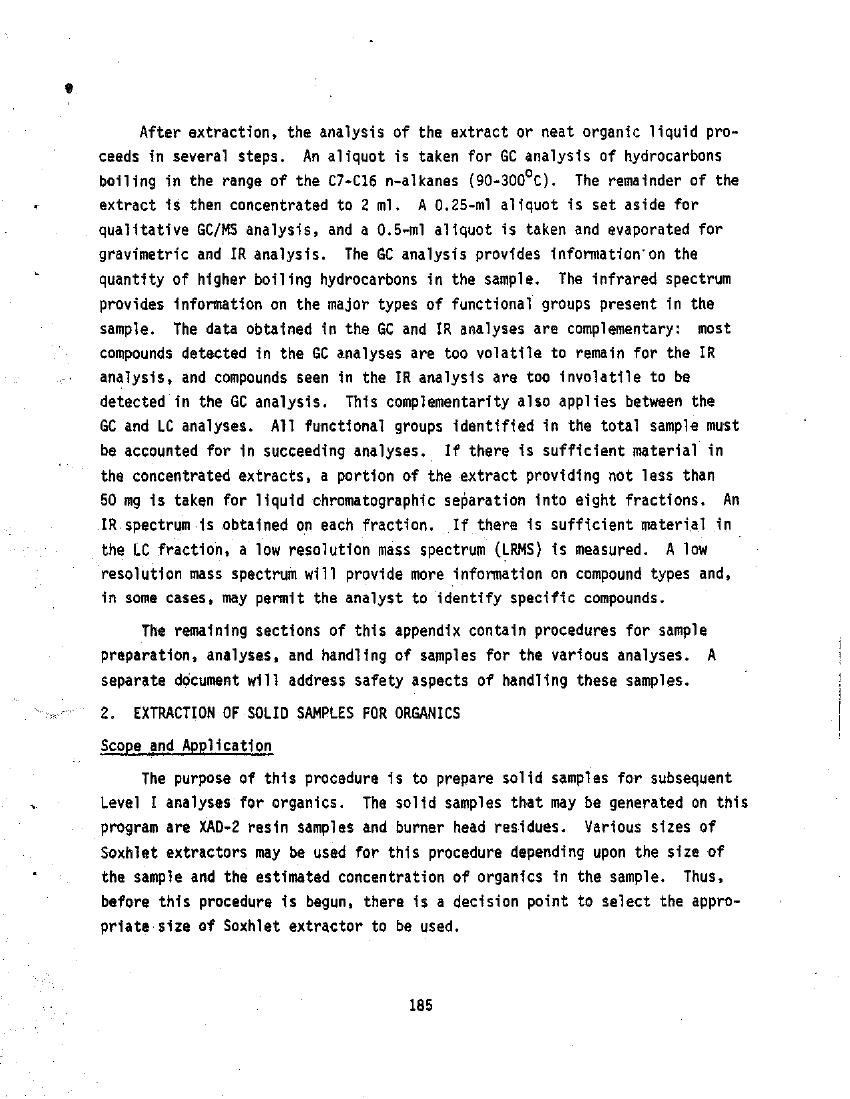 After extraction, the analysis of the extract or neat organic liquid pro-
ceeds in several steps. An aliquot is taken for GC analysis of hydrocarbons
boiling in the range of the C7-C16 n-alkanes (90-300°C). The remainder of the
extract is then concentrated to 2 ml. A 0.25-ml aliquot is set aside for
qualitative GC/MS analysis, and a 0.5-ml aliquot is taken and evaporated for
gravimetric and IR analysis. The GC analysis provides information on the
quantity of higher boiling hydrocarbons in the sample. The infrared spectrum
provides information on the major types of functional groups present in the
sample. The data obtained in the GC and IR analyses are complementary: most
compounds detected in the GC analyses are too volatile to remain for the IR
analysis, and compounds seen in the IR analysis are too involatile to be
detected in the GC analysis. This complementarity also applies between the
GC and LC analyses. All functional groups identified in the total sample must
be accounted for in succeeding analyses. If there is sufficient material in
the concentrated extracts, a portion of the extract providing not less than
50 mg is taken for liquid chromatographic separation into eight fractions. An
IR spectrum is obtained on each fraction. If there is sufficient material in
the LC fraction, a low resolution mass spectrum (LRMS) is measured. A low
resolution mass spectrum will provide more information on compound types and,
in some cases, may permit the analyst to identify specific compounds.
The remaining sections of this appendix contain procedures for sample
preparation, analyses, and handling of samples for the various analyses. A
separate document will address safety aspects of handling these samples.
2. EXTRACTION OF SOLID SAMPLES FOR ORGANICS
Scope and Application
The purpose of this procedure is to prepare solid samples for subsequent
Level I analyses for organics. The solid samples that may be generated on this
program are XAD-2 resin samples and burner head residues. Various sizes of
Soxhlet extractors may be used for this procedure depending upon the size of
the sample and the estimated concentration of organics in the sample. Thus,
before this procedure is begun, there is a decision point to select the appro-
priate size of Soxhlet extractor to be used.
185